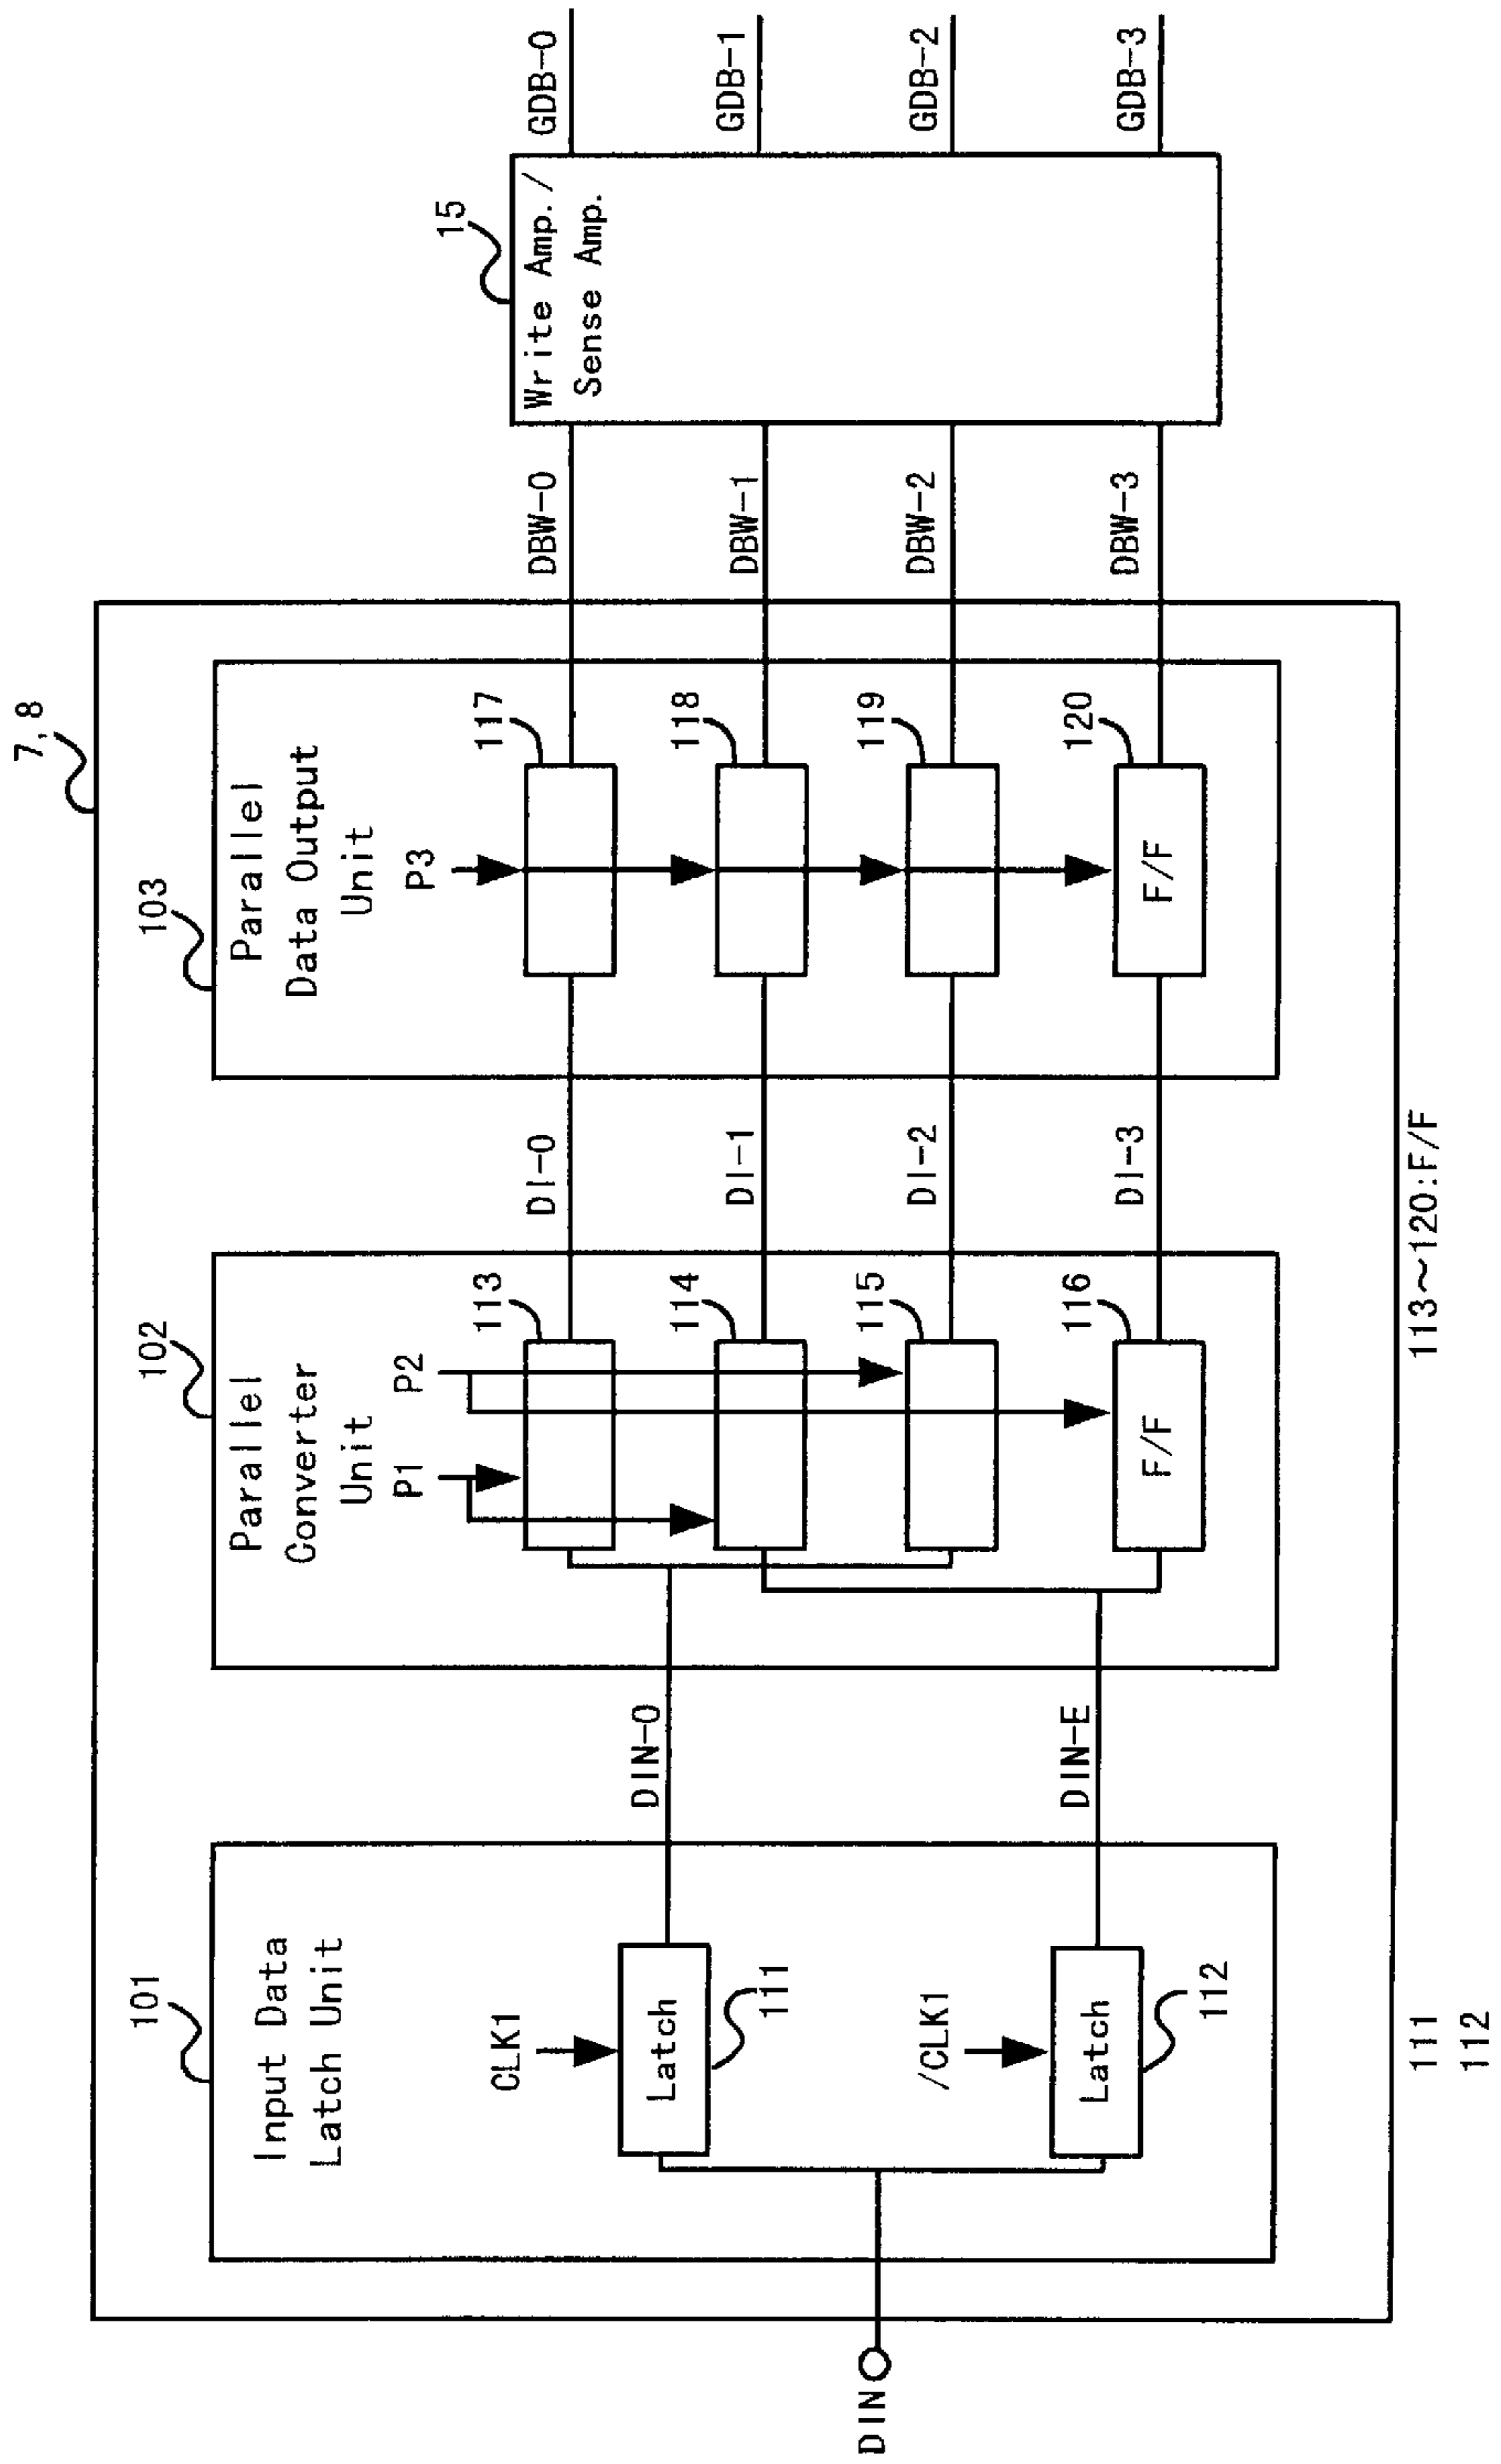 7, 8
101
Input Data
Latch Unit
CLK1
Latch
111
/CLK1
Latch
112
DIN
DIN-O
DIN-E
102
Parallel
Converter
Unit
P1
P2
113
114
115
116
F/F
DI-0
DI-1
DI-2
DI-3
103
Parallel
Data Output
Unit
P3
117
118
119
120
F/F
DBW-0
DBW-1
DBW-2
DBW-3
15
Write Amp./
Sense Amp.
GDB-0
GDB-1
GDB-2
GDB-3
111
112
113～120:F/F